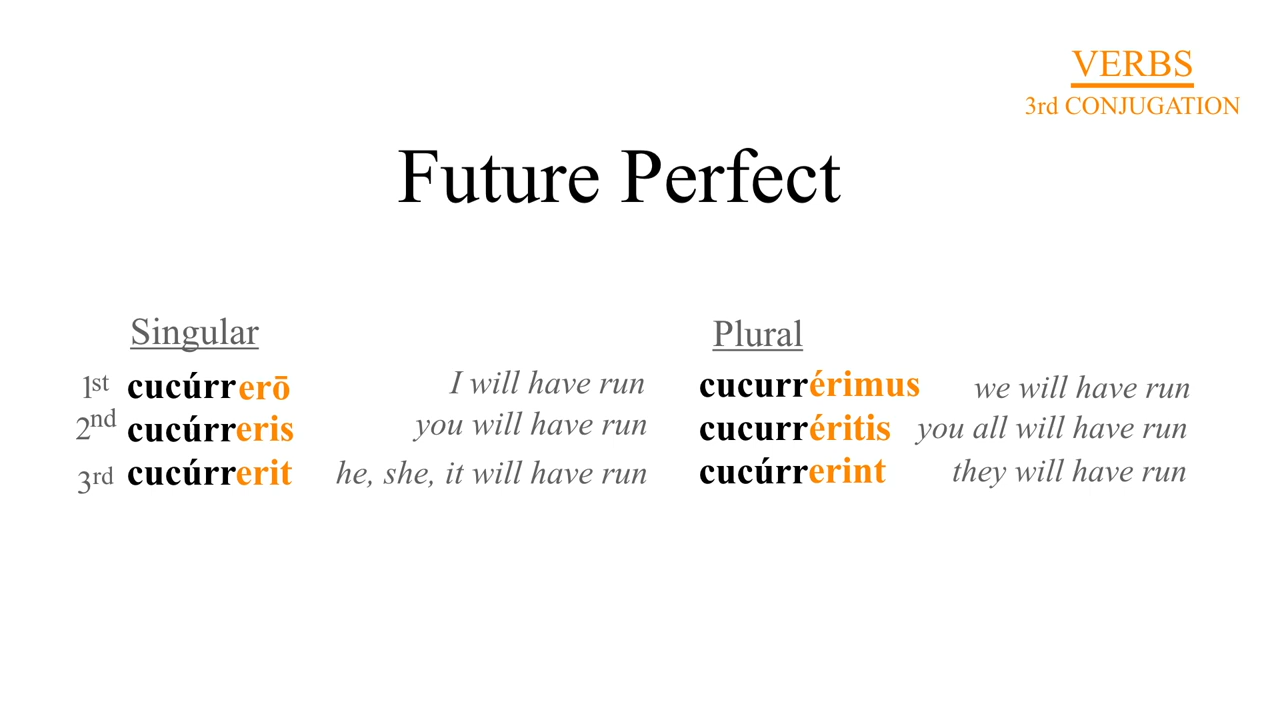 VERBS
3rd CONJUGATION
Future Perfect
Singular
1st cucúrrerō I will have run
2nd cucúrreris you will have run
3rd cucúrrerit he, she, it will have run
Plural
cucurrérimus we will have run
cucurréritis you all will have run
cucúrrerint they will have run